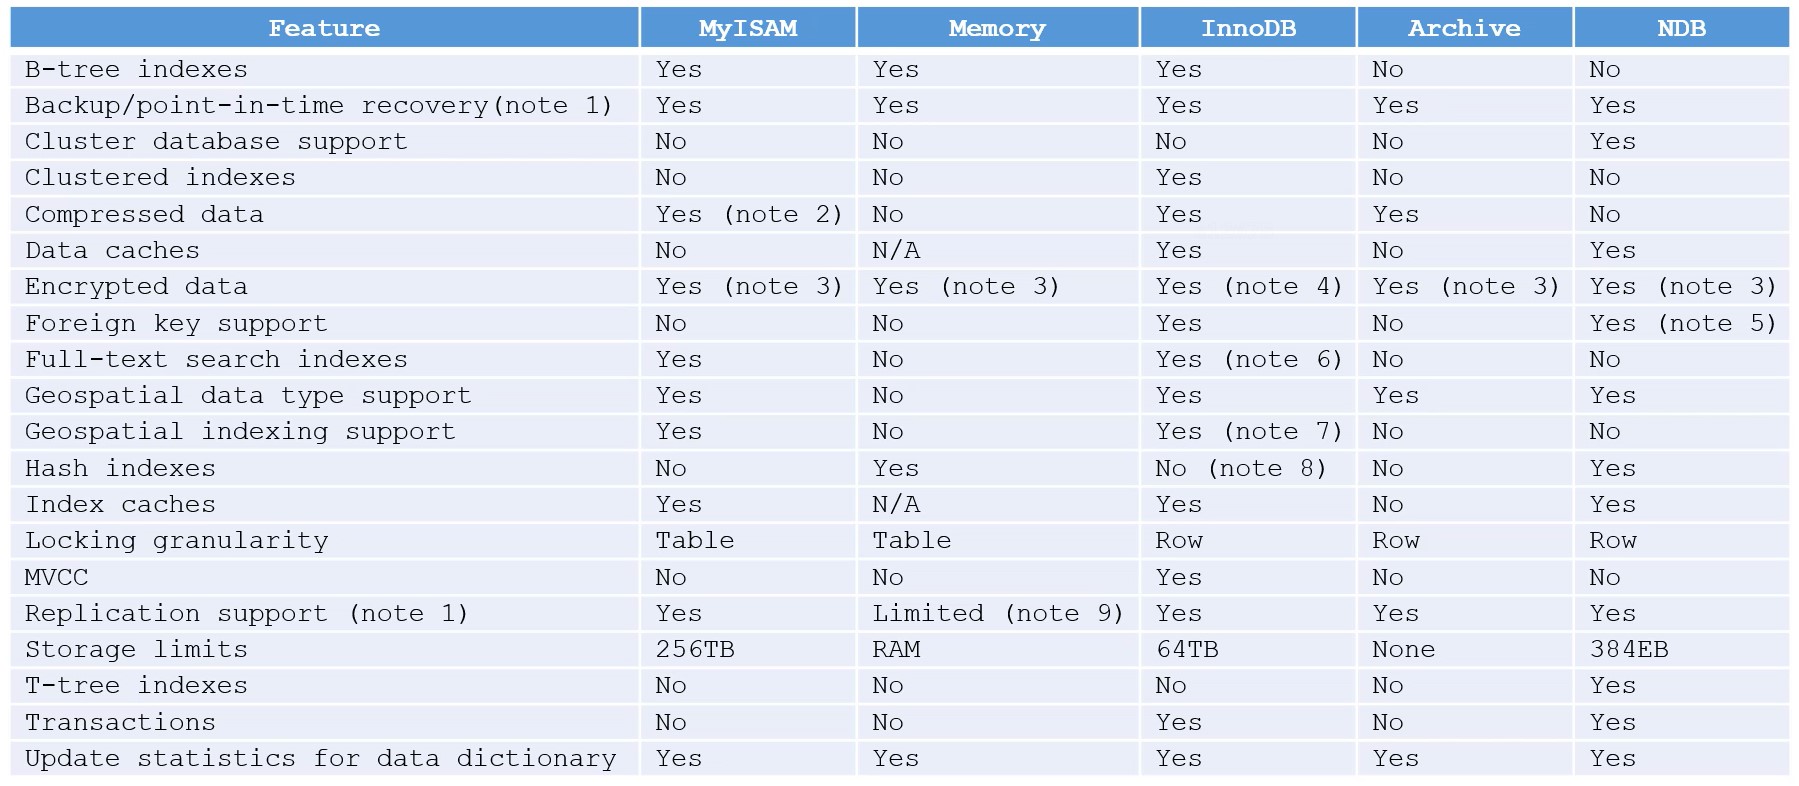 Feature MyISAM Memory InnoDB Archive NDB
B-tree indexes Yes Yes Yes No No
Backup/point-in-time recovery(note 1) Yes Yes Yes Yes Yes
Cluster database support No No No No Yes
Clustered indexes No No Yes No No
Compressed data Yes (note 2) No Yes Yes No
Data caches No N/A Yes No Yes
Encrypted data Yes (note 3) Yes (note 3) Yes (note 4) Yes (note 3) Yes (note 3)
Foreign key support No No Yes No Yes (note 5)
Full-text search indexes Yes No Yes (note 6) No No
Geospatial data type support Yes No Yes Yes Yes
Geospatial indexing support Yes No Yes (note 7) No No
Hash indexes No Yes No (note 8) No Yes
Index caches Yes N/A Yes No Yes
Locking granularity Table Table Row Row Row
MVCC No No Yes No No
Replication support (note 1) Yes Limited (note 9) Yes Yes Yes
Storage limits 256TB RAM 64TB None 384EB
T-tree indexes No No No No Yes
Transactions No No Yes No Yes
Update statistics for data dictionary Yes Yes Yes Yes Yes